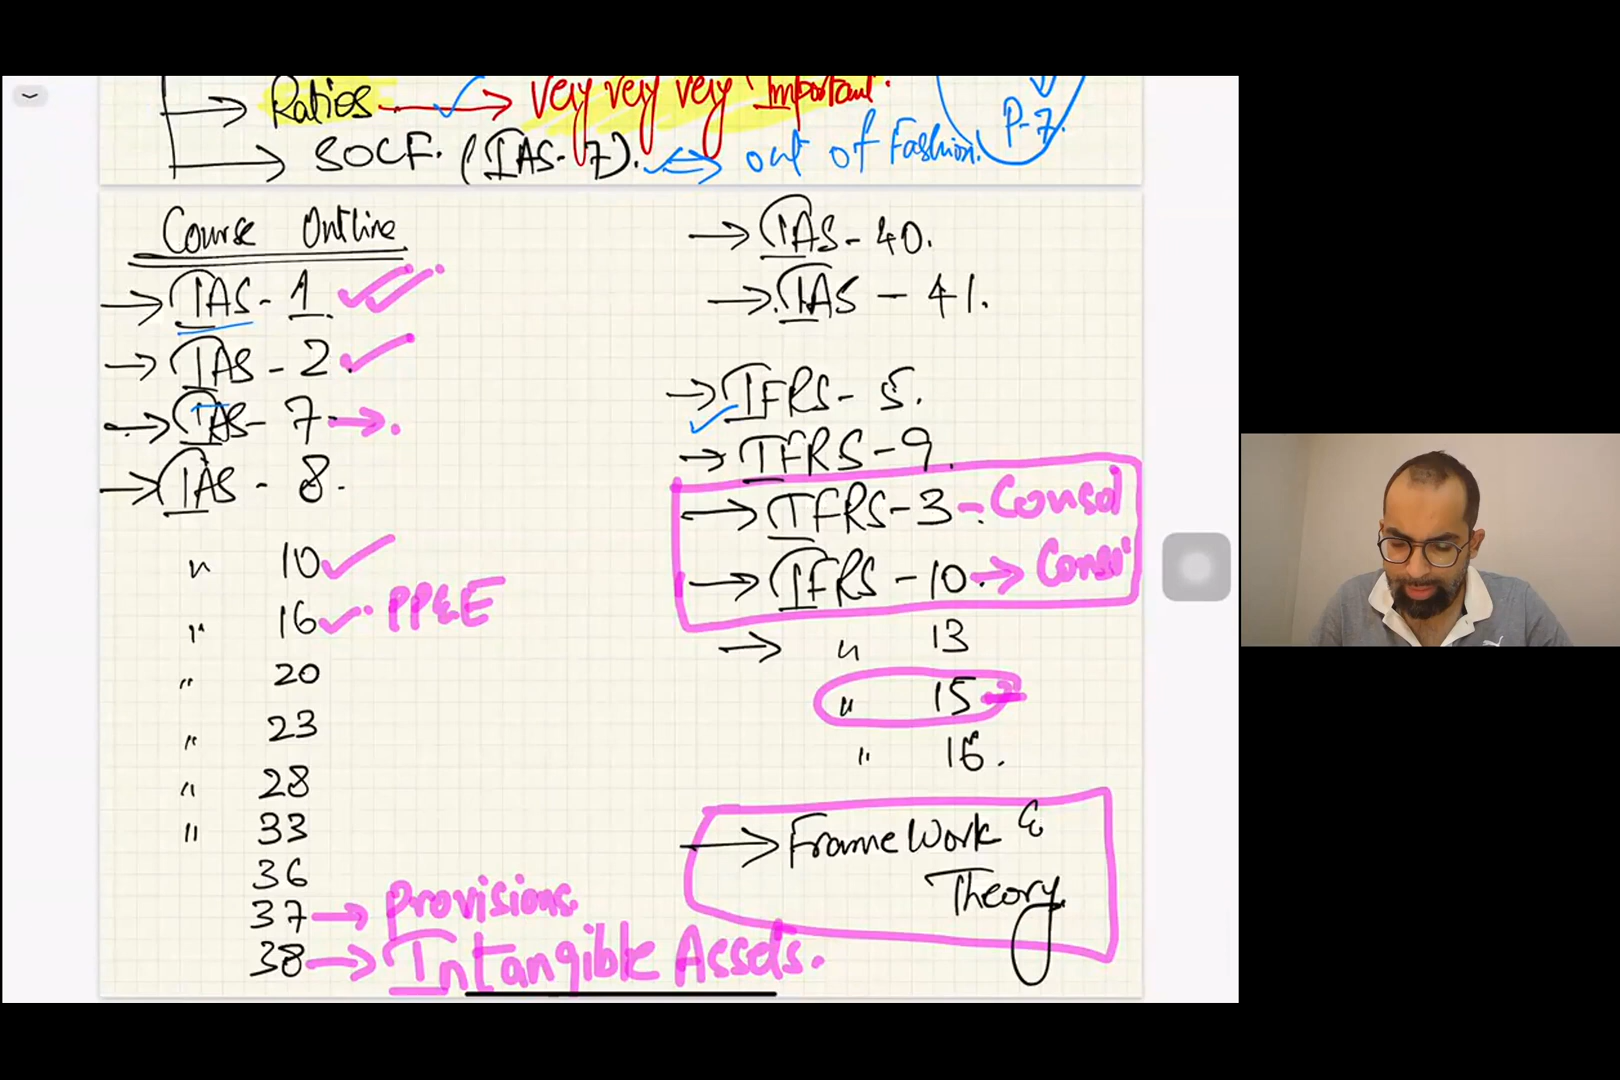 → Ratios → Very very very Important.
→ SOCF. (IAS-7). ↔ out of Fashion! P-7.
Course Outline
→ IAS - 1.
→ IAS - 2.
→ IAS - 7 → .
→ IAS - 8.
" 10
" 16 PP&E
" 20
" 23
" 28
" 33
36
37 → Provisions.
38 → Intangible Assets.
→ IAS - 40.
→ IAS - 41.
→ IFRS - 5.
→ IFRS - 9.
→ IFRS - 3 - Consol
→ IFRS - 10. → Consol
→ " 13
" 15 →
" 16.
→ FrameWork &
Theory